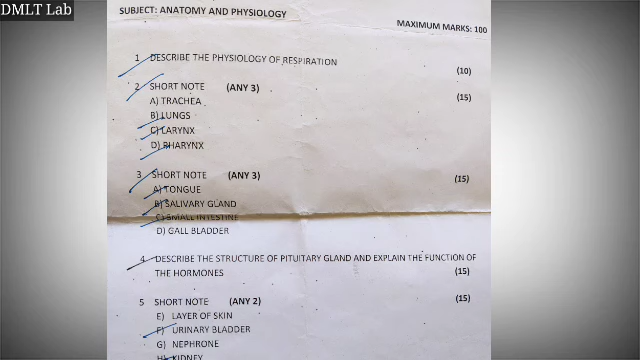 DMLT Lab
SUBJECT: ANATOMY AND PHYSIOLOGY
MAXIMUM MARKS: 100
1 DESCRIBE THE PHYSIOLOGY OF RESPIRATION
(10)
2 SHORT NOTE (ANY 3)
(15)
A) TRACHEA
B) LUNGS
C) LARYNX
D) PHARYNX
3 SHORT NOTE (ANY 3)
(15)
A) TONGUE
B) SALIVARY GLAND
C) SMALL INTESTINE
D) GALL BLADDER
4 DESCRIBE THE STRUCTURE OF PITUITARY GLAND AND EXPLAIN THE FUNCTION OF
THE HORMONES (15)
5 SHORT NOTE (ANY 2) (15)
E) LAYER OF SKIN
F) URINARY BLADDER
G) NEPHRONE
H) KIDNEY